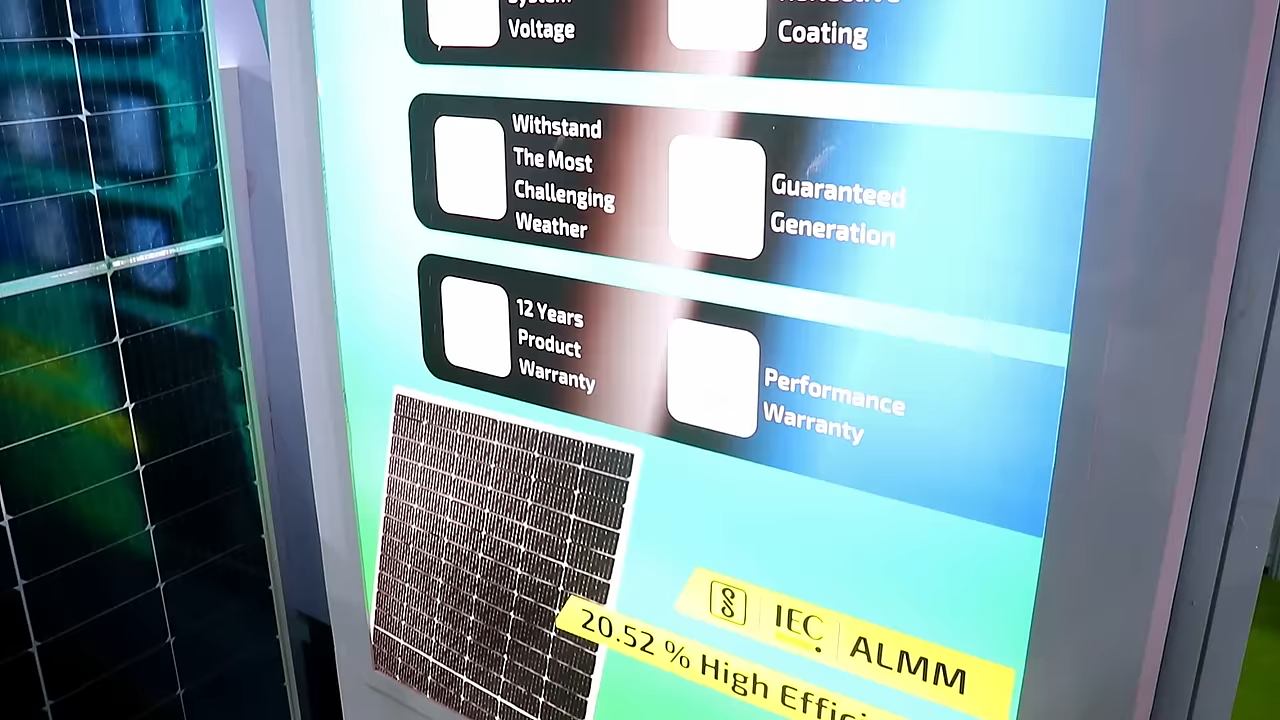 Voltage
Coating
Withstand
The Most
Challenging
Weather
Guaranteed
Generation
12 Years
Product
Warranty
Performance
Warranty
IEC
ALMM
20.52 % High